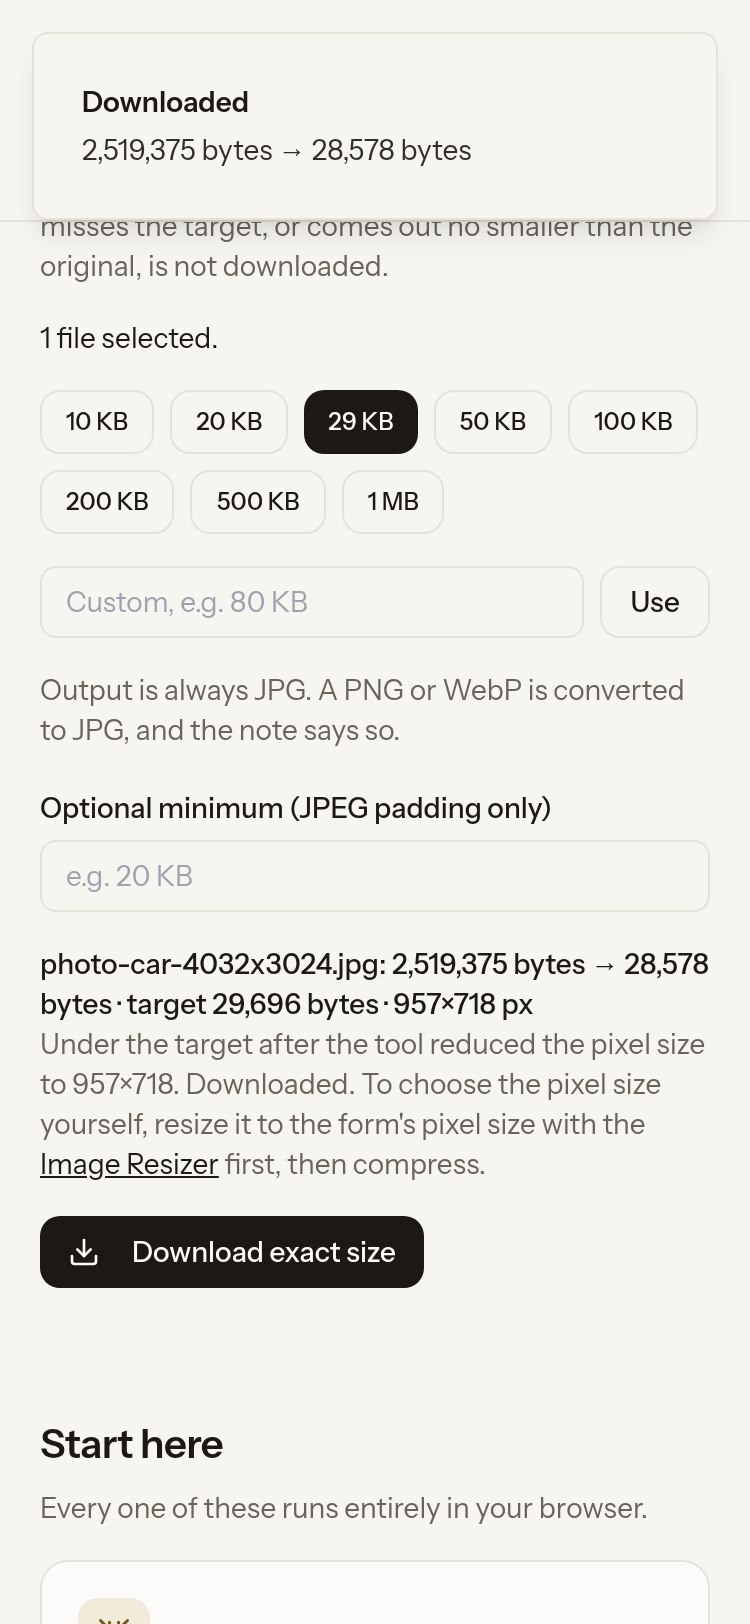 Downloaded
2,519,375 bytes → 28,578 bytes
misses the target, or comes out no smaller than the
original, is not downloaded.
1 file selected.
10 KB
20 KB
29 KB
50 KB
100 KB
200 KB
500 KB
1 MB
Custom, e.g. 80 KB
Use
Output is always JPG. A PNG or WebP is converted
to JPG, and the note says so.
Optional minimum (JPEG padding only)
e.g. 20 KB
photo-car-4032x3024.jpg: 2,519,375 bytes → 28,578
bytes · target 29,696 bytes · 957×718 px
Under the target after the tool reduced the pixel size
to 957×718. Downloaded. To choose the pixel size
yourself, resize it to the form's pixel size with the
Image Resizer first, then compress.
Download exact size
Start here
Every one of these runs entirely in your browser.